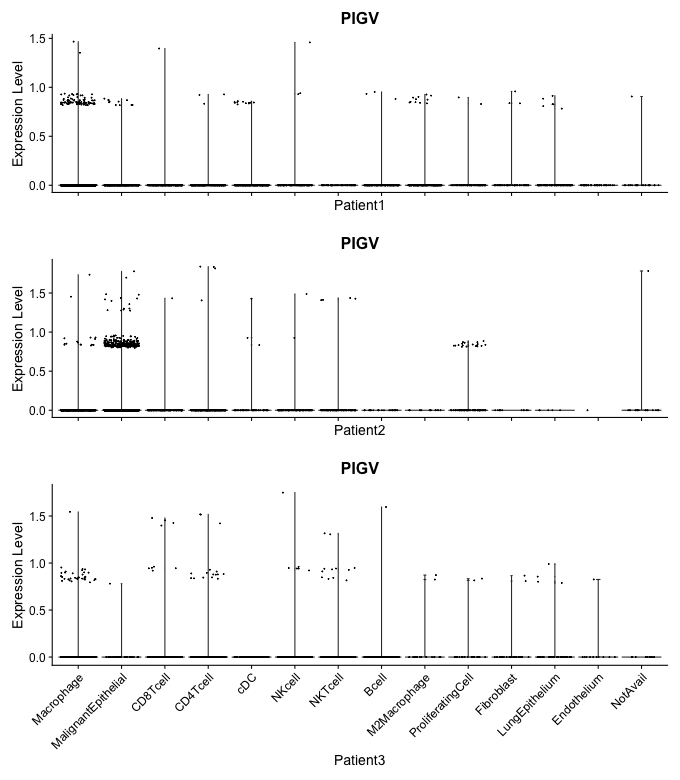 PIGV
Expression Level
1.5
1.0
0.5
0.0
Patient1
PIGV
Expression Level
1.5
1.0
0.5
0.0
Patient2
PIGV
Expression Level
1.5
1.0
0.5
0.0
Macrophage
MalignantEpithelial
CD8Tcell
CD4Tcell
cDC
NKcell
NKTcell
Bcell
M2Macrophage
ProliferatingCell
Fibroblast
LungEpithelium
Endothelium
NotAvail
Patient3